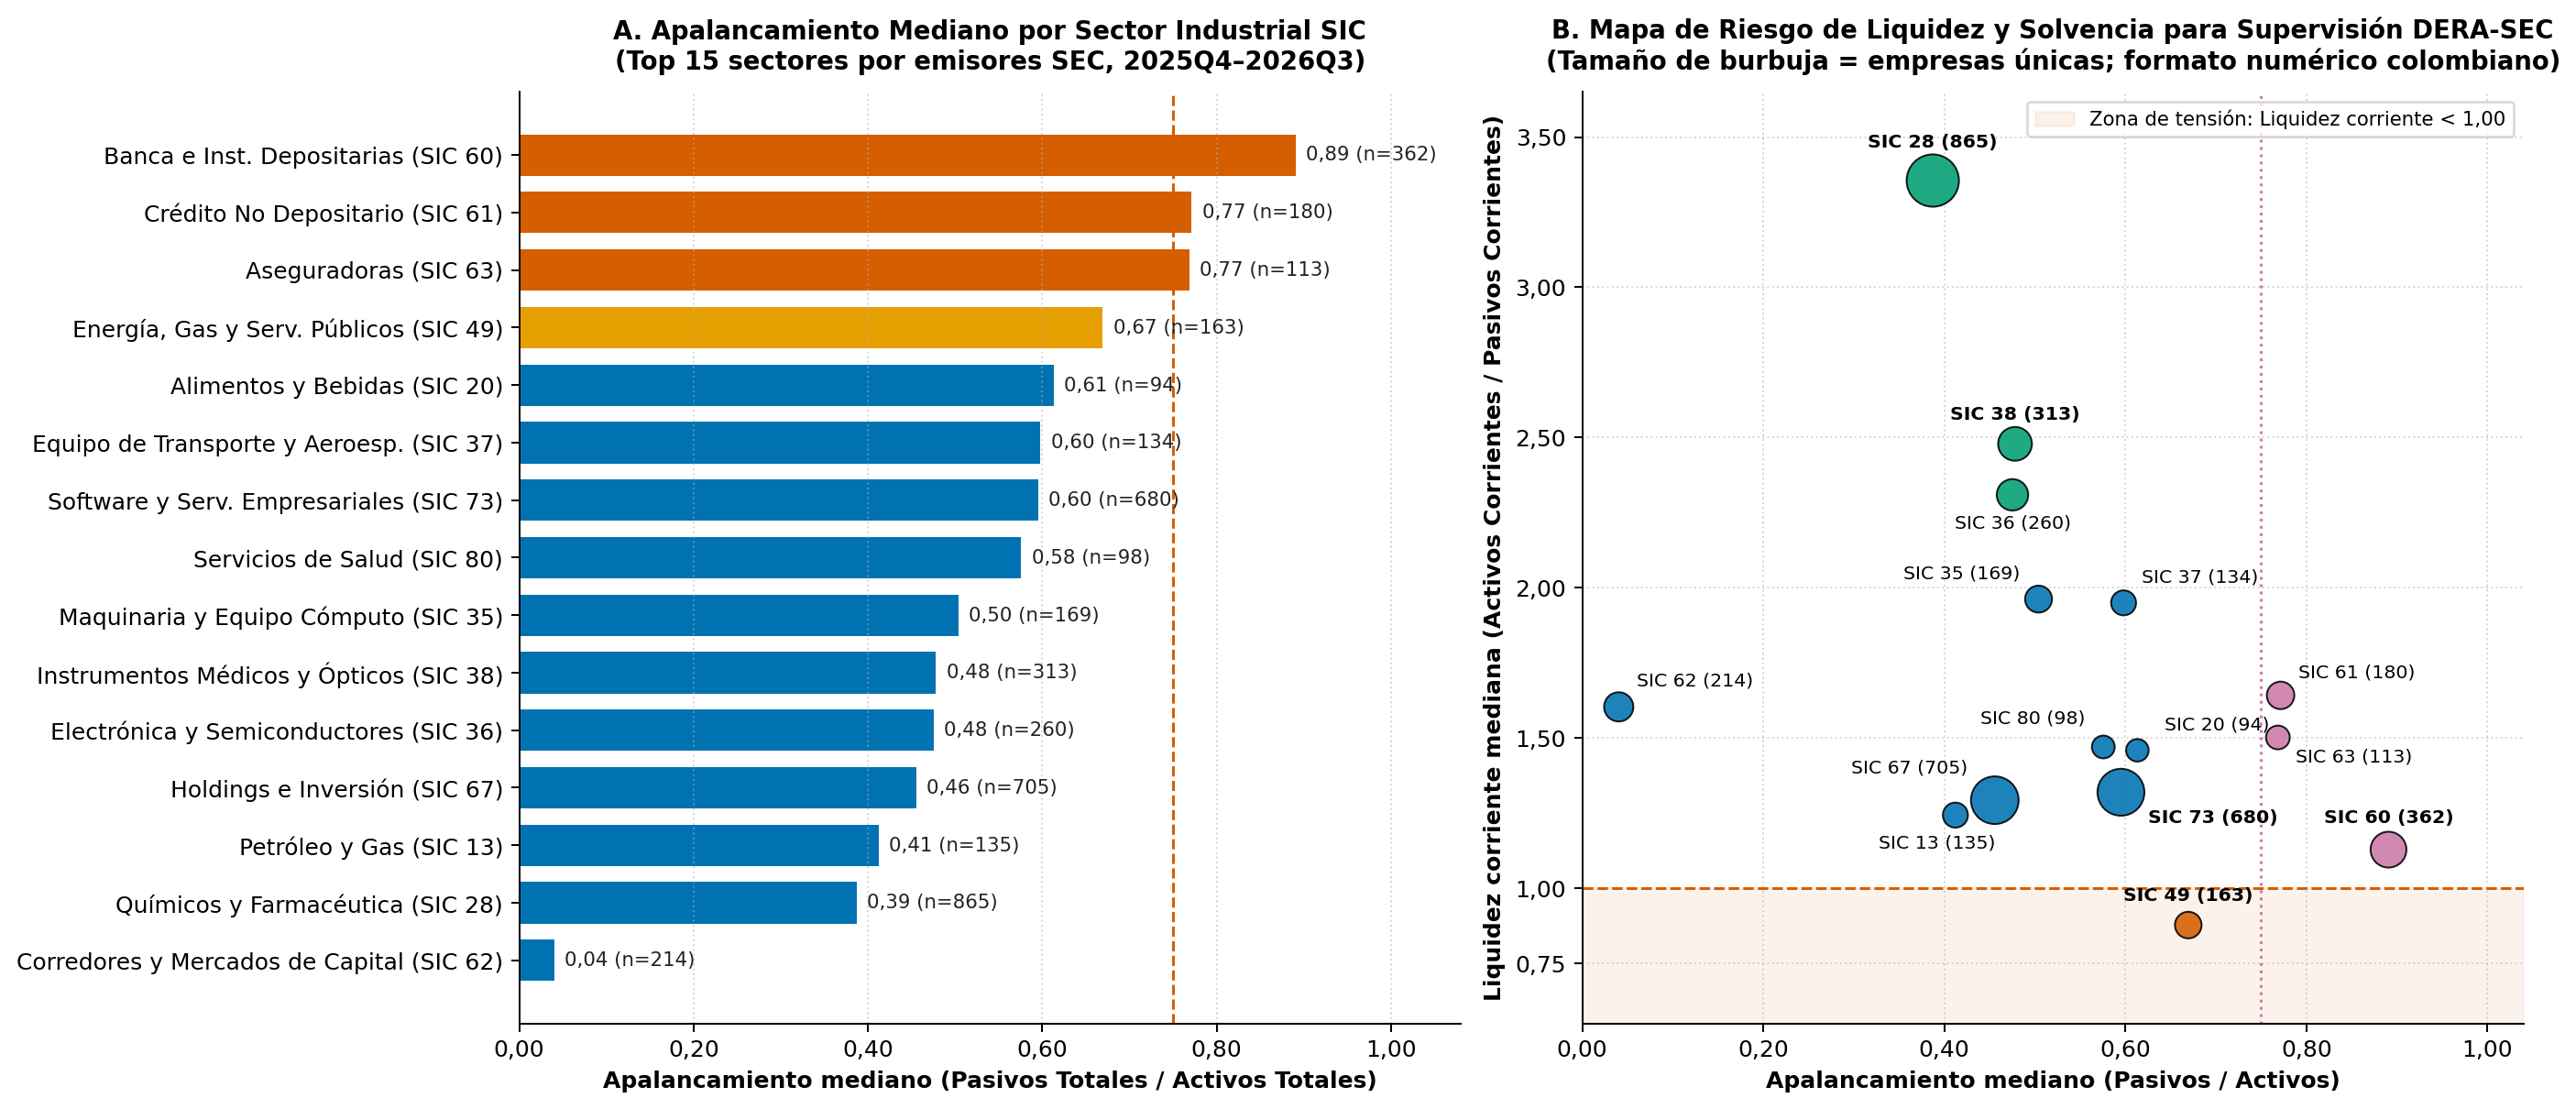 A. Apalancamiento Mediano por Sector Industrial SIC
(Top 15 sectores por emisores SEC, 2025Q4–2026Q3)
Banca e Inst. Depositarias (SIC 60)
0,89 (n=362)
Crédito No Depositario (SIC 61)
0,77 (n=180)
Aseguradoras (SIC 63)
0,77 (n=113)
Energía, Gas y Serv. Públicos (SIC 49)
0,67 (n=163)
Alimentos y Bebidas (SIC 20)
0,61 (n=94)
Equipo de Transporte y Aeroesp. (SIC 37)
0,60 (n=134)
Software y Serv. Empresariales (SIC 73)
0,60 (n=680)
Servicios de Salud (SIC 80)
0,58 (n=98)
Maquinaria y Equipo Cómputo (SIC 35)
0,50 (n=169)
Instrumentos Médicos y Ópticos (SIC 38)
0,48 (n=313)
Electrónica y Semiconductores (SIC 36)
0,48 (n=260)
Holdings e Inversión (SIC 67)
0,46 (n=705)
Petróleo y Gas (SIC 13)
0,41 (n=135)
Químicos y Farmacéutica (SIC 28)
0,39 (n=865)
Corredores y Mercados de Capital (SIC 62)
0,04 (n=214)
0,00 0,20 0,40 0,60 0,80 1,00
Apalancamiento mediano (Pasivos Totales / Activos Totales)
B. Mapa de Riesgo de Liquidez y Solvencia para Supervisión DERA-SEC
(Tamaño de burbuja = empresas únicas; formato numérico colombiano)
Zona de tensión: Liquidez corriente < 1,00
Liquidez corriente mediana (Activos Corrientes / Pasivos Corrientes)
3,50
3,00
2,50
2,00
1,50
1,00
0,75
SIC 28 (865)
SIC 38 (313)
SIC 36 (260)
SIC 35 (169)
SIC 37 (134)
SIC 62 (214)
SIC 61 (180)
SIC 80 (98)
SIC 20 (94)
SIC 63 (113)
SIC 67 (705)
SIC 73 (680)
SIC 60 (362)
SIC 13 (135)
SIC 49 (163)
0,00 0,20 0,40 0,60 0,80 1,00
Apalancamiento mediano (Pasivos / Activos)